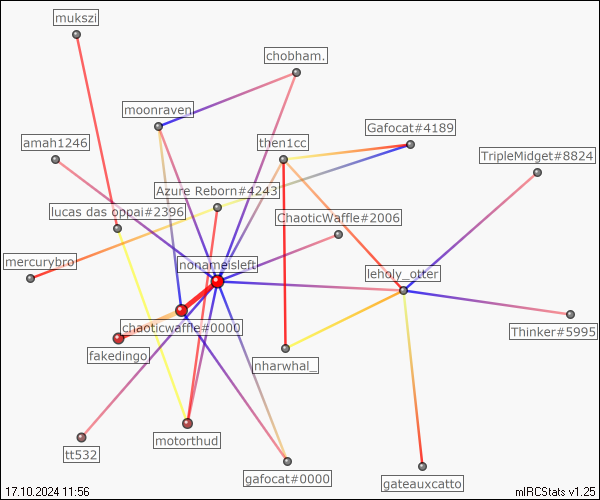 mukszi
chobham.
moonraven
Gafocat#4189
amah1246
then1cc
TripleMidget#8824
Azure Reborn#4243
lucas das oppai#2396
ChaoticWaffle#2006
mercurybro
nonameisleft
leholy_otter
chaoticwaffle#0000
Thinker#5995
fakedingo
nharwhal_
motorthud
tt532
gafocat#0000
gateauxcatto
17.10.2024 11:56
mIRCStats v1.25